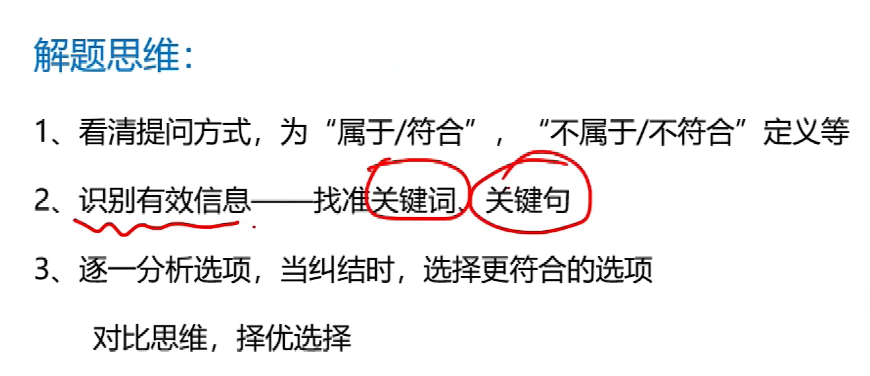 解题思维：
1、看清提问方式，为“属于/符合”，“不属于/不符合”定义等
2、识别有效信息——找准关键词、关键句
3、逐一分析选项，当纠结时，选择更符合的选项
对比思维，择优选择